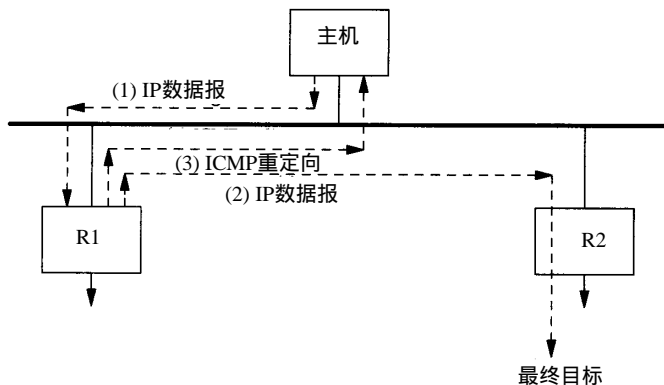 主机
(1) IP数据报
(3) ICMP重定向
(2) IP数据报
R1
R2
最终目标